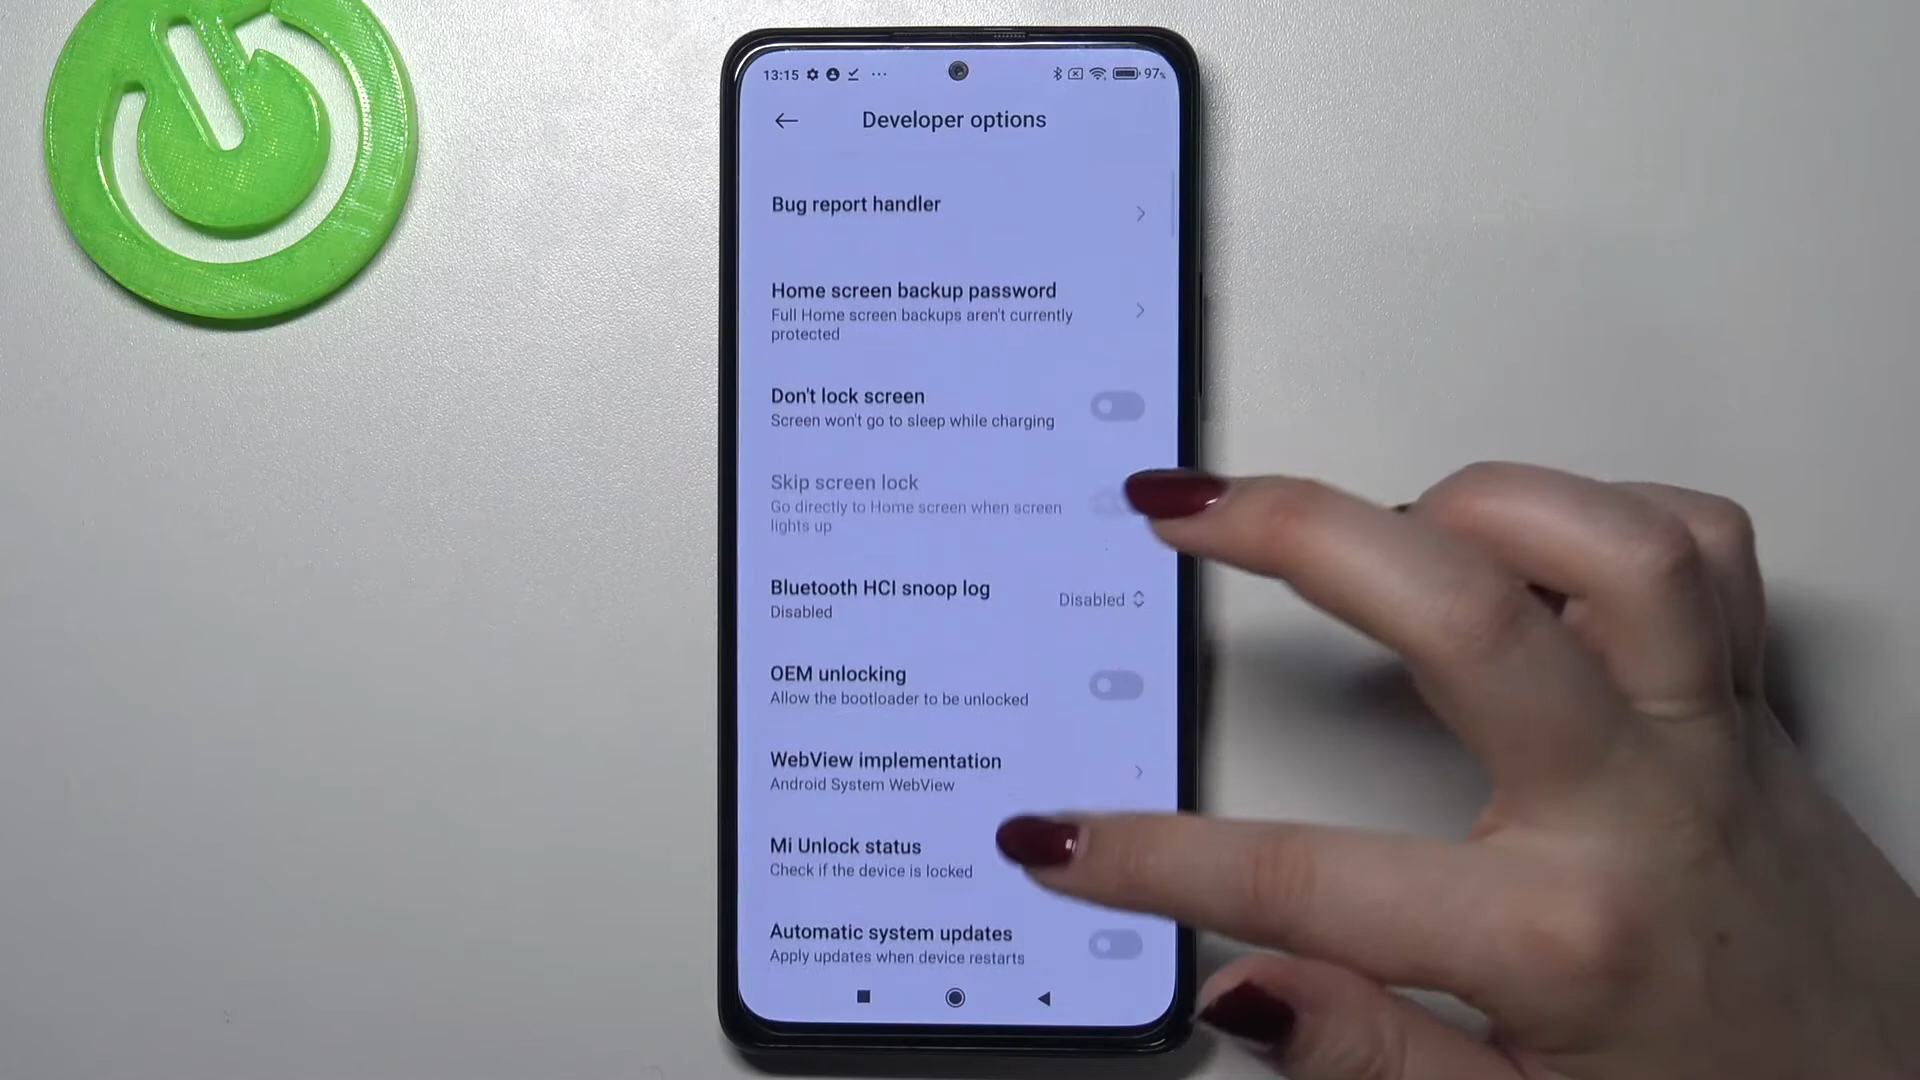 13:15
97%
Developer options
Bug report handler
Home screen backup password
Full Home screen backups aren't currently
protected
Don't lock screen
Screen won't go to sleep while charging
Skip screen lock
Go directly to Home screen when screen
lights up
Bluetooth HCI snoop log
Disabled
Disabled
OEM unlocking
Allow the bootloader to be unlocked
WebView implementation
Android System WebView
Mi Unlock status
Check if the device is locked
Automatic system updates
Apply updates when device restarts